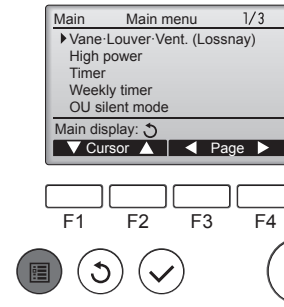 Main Main menu 1/3
Vane·Louver·Vent. (Lossnay)
High power
Timer
Weekly timer
OU silent mode
Main display:
Cursor Page
F1 F2 F3 F4